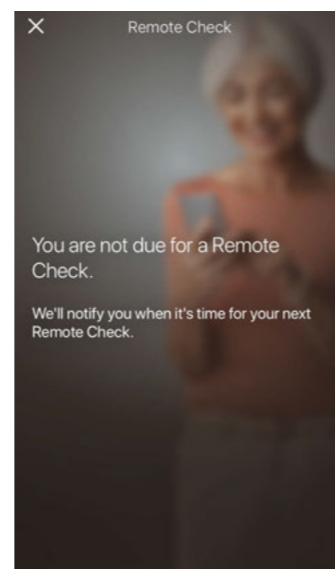 Remote Check
You are not due for a Remote
Check.
We'll notify you when it's time for your next
Remote Check.